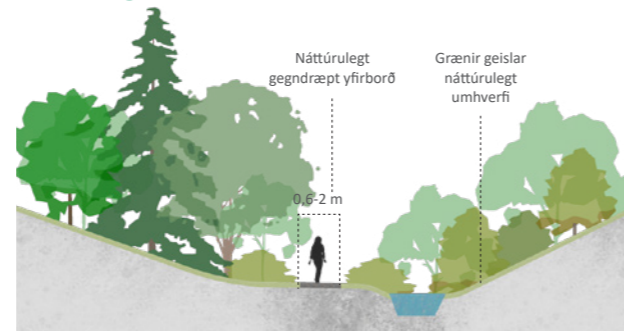 Náttúrulegt
gegndræpt yfirborð
Grænir geislar
náttúrulegt
umhverfi
0,6-2 m